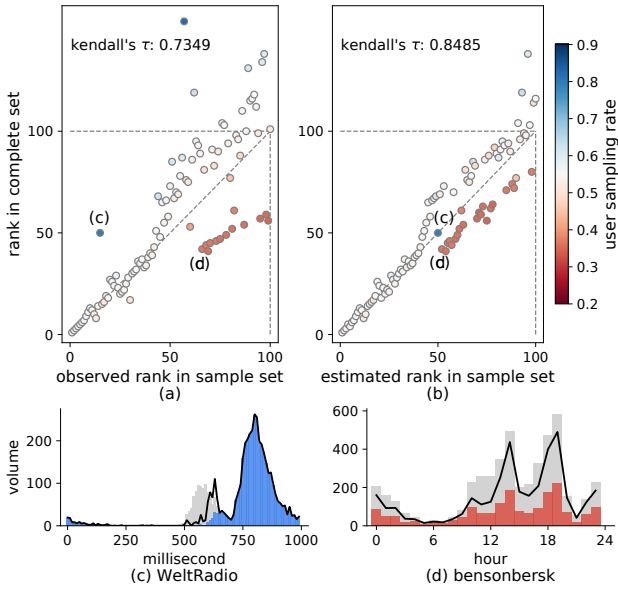 kendall's τ: 0.7349
kendall's τ: 0.8485
rank in complete set
100
50
0
(c)
(d)
(c)
(d)
0
50
100
0
50
100
observed rank in sample set
estimated rank in sample set
(a)
(b)
0.9
0.8
0.7
0.6
0.5
0.4
0.3
0.2
user sampling rate
volume
200
100
0
0
250
500
750
1000
millisecond
(c) WeltRadio
600
400
200
0
0
6
12
18
24
hour
(d) bensonbersk